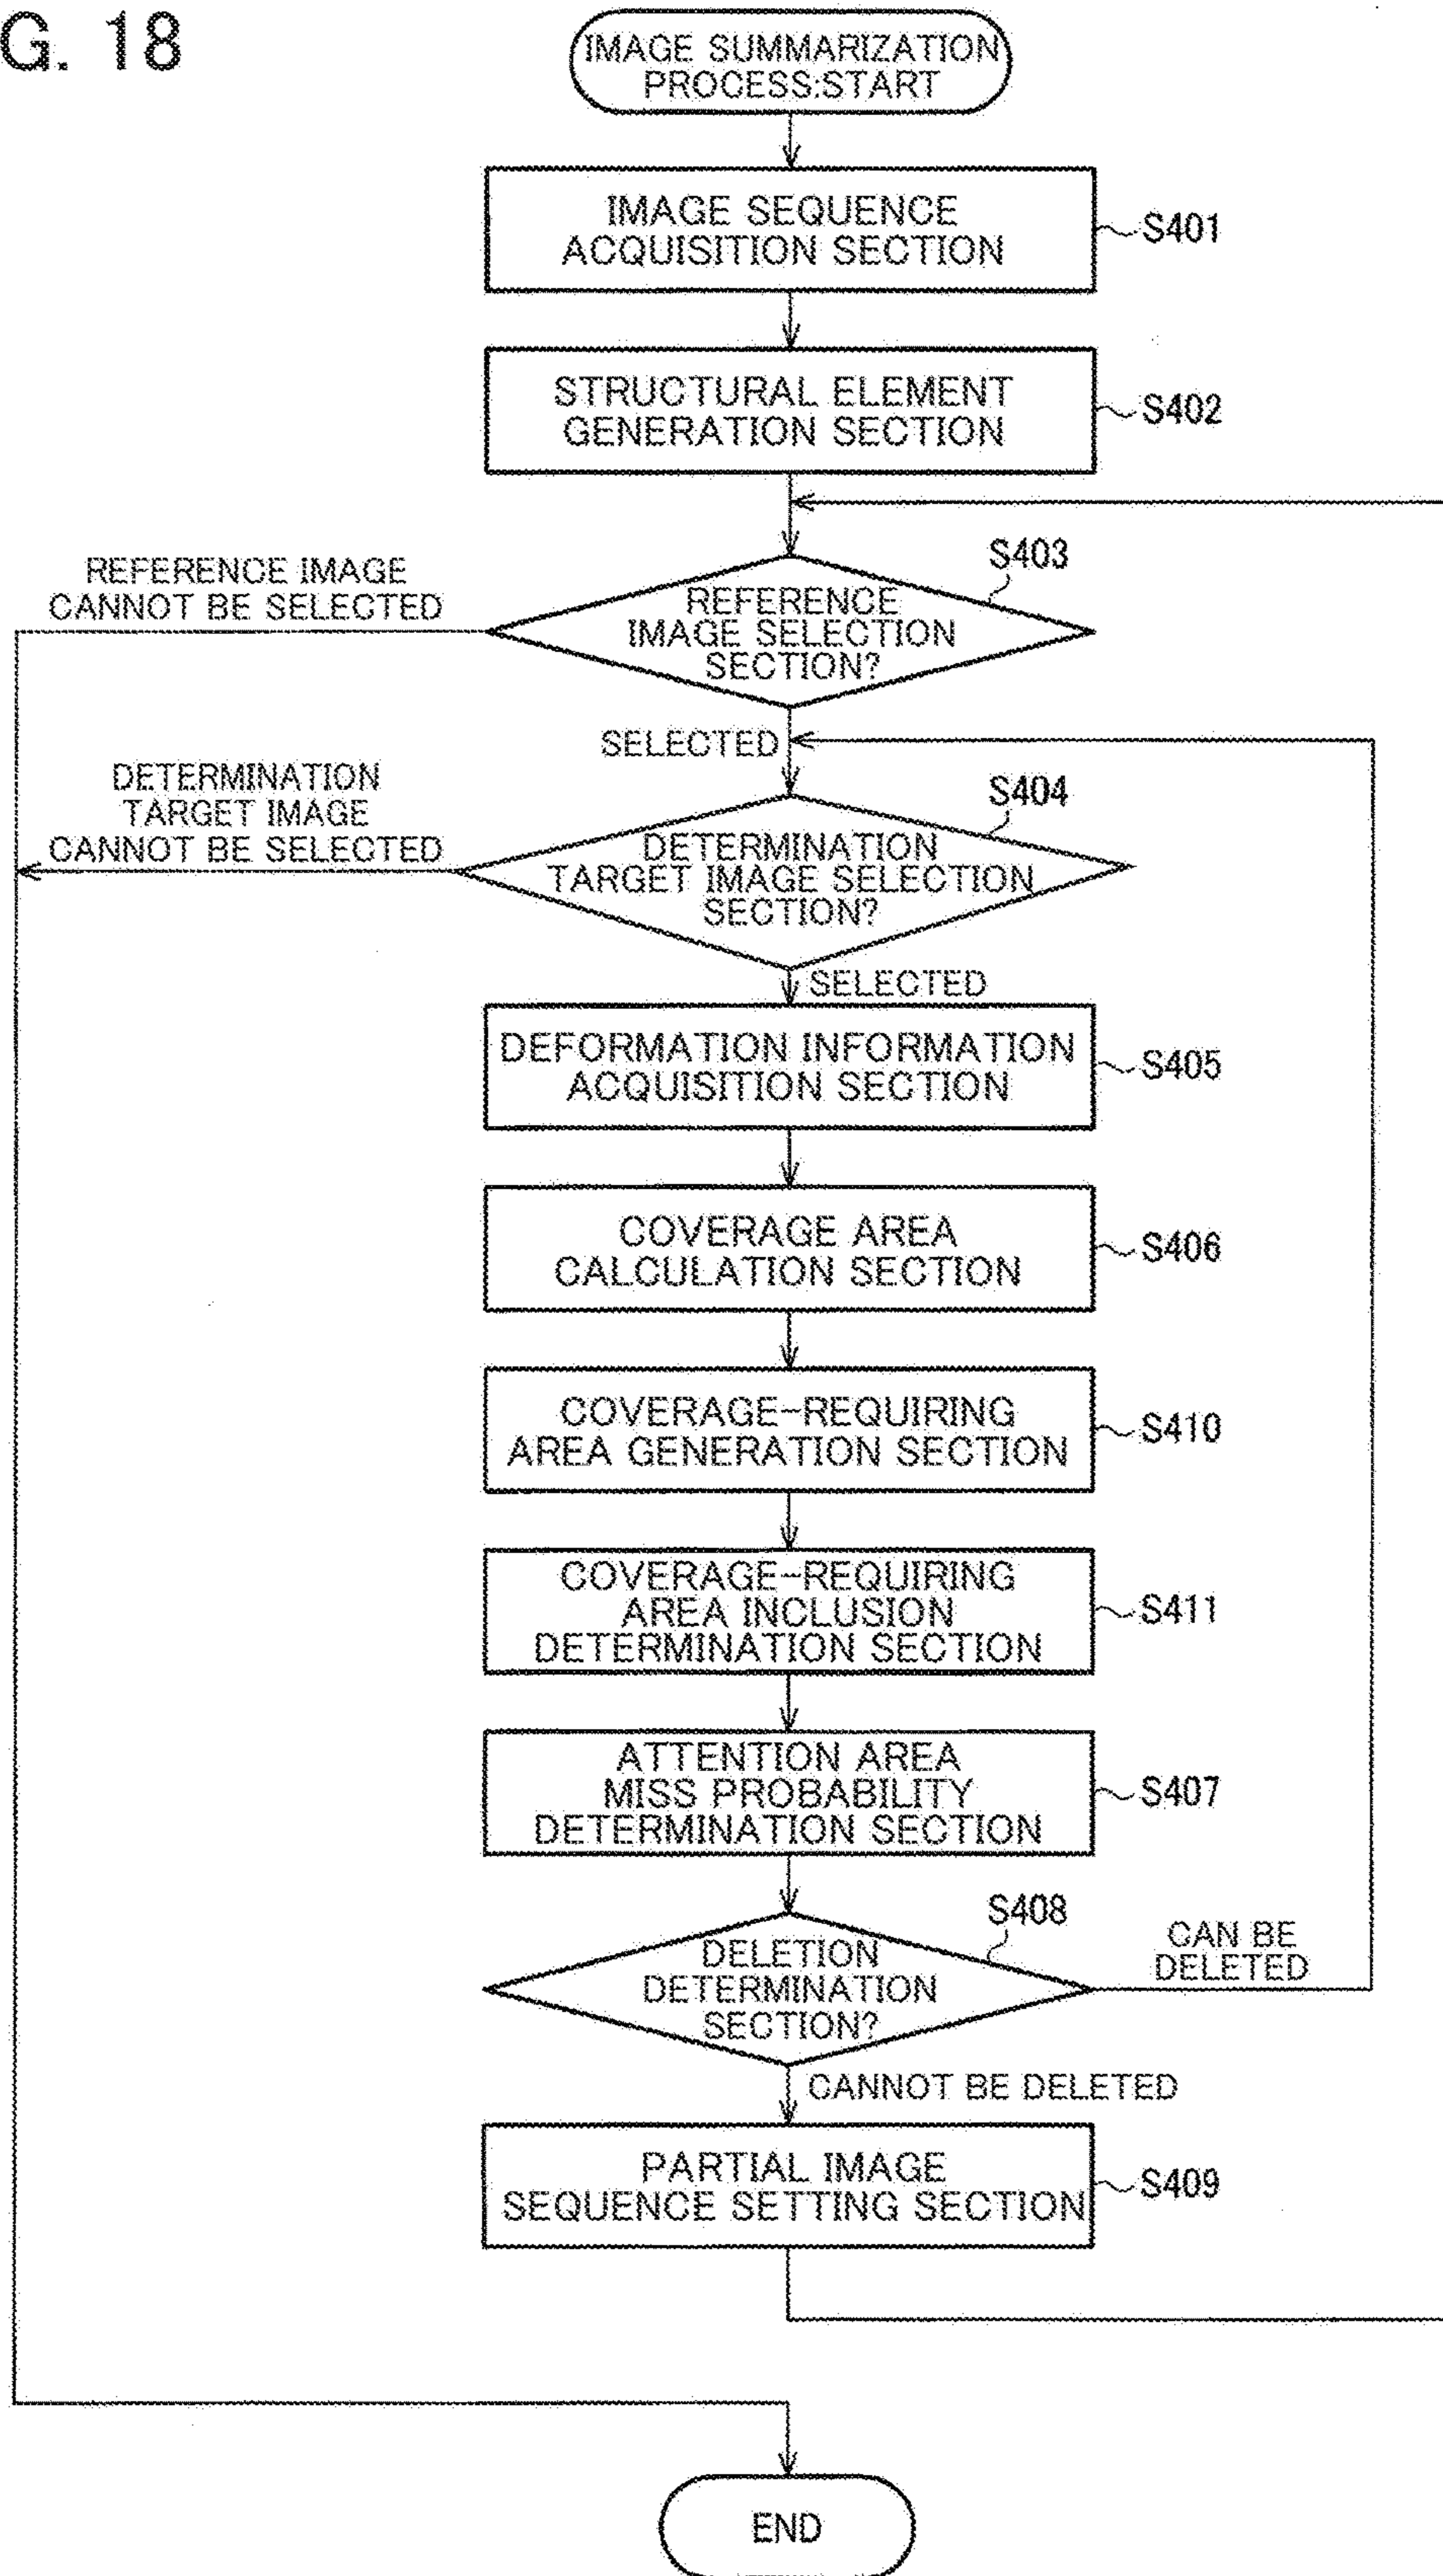 G. 18
IMAGE SUMMARIZATION
PROCESS:START
IMAGE SEQUENCE
ACQUISITION SECTION
S401
STRUCTURAL ELEMENT
GENERATION SECTION
S402
REFERENCE IMAGE
CANNOT BE SELECTED
S403
REFERENCE
IMAGE SELECTION
SECTION?
SELECTED
DETERMINATION
TARGET IMAGE
CANNOT BE SELECTED
S404
DETERMINATION
TARGET IMAGE SELECTION
SECTION?
SELECTED
DEFORMATION INFORMATION
ACQUISITION SECTION
S405
COVERAGE AREA
CALCULATION SECTION
S406
COVERAGE-REQUIRING
AREA GENERATION SECTION
S410
COVERAGE-REQUIRING
AREA INCLUSION
DETERMINATION SECTION
S411
ATTENTION AREA
MISS PROBABILITY
DETERMINATION SECTION
S407
S408
DELETION
DETERMINATION
SECTION?
CAN BE
DELETED
CANNOT BE DELETED
PARTIAL IMAGE
SEQUENCE SETTING SECTION
S409
END